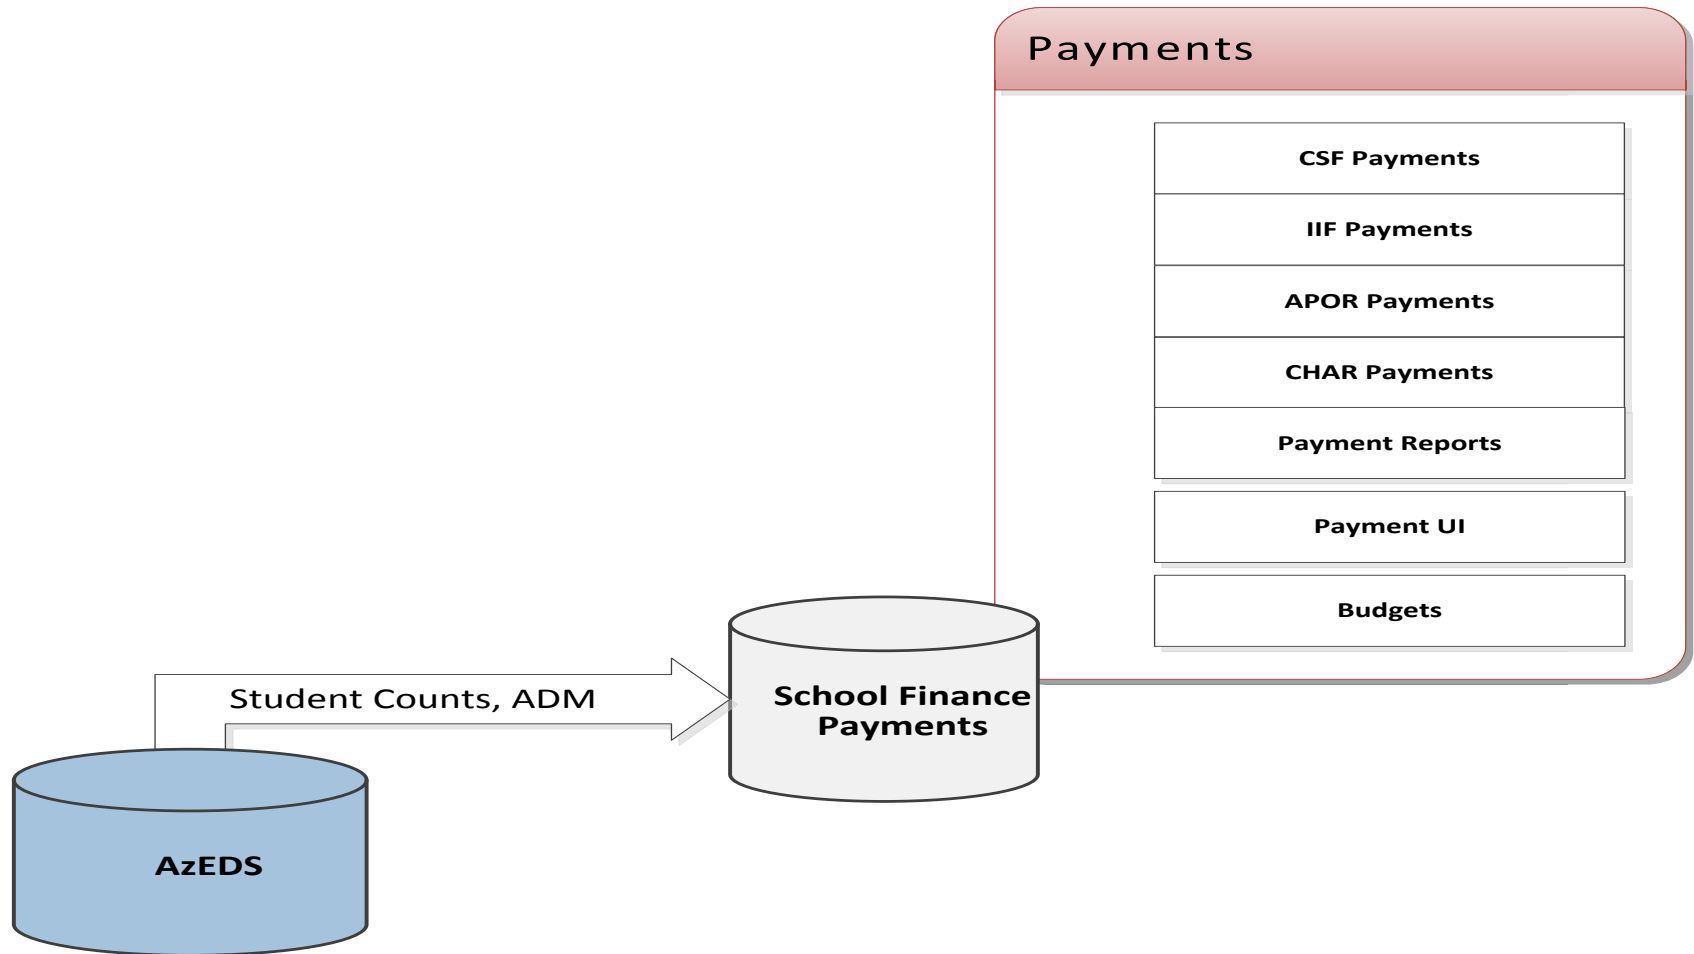 Payments
CSF Payments
IIF Payments
APOR Payments
CHAR Payments
Payment Reports
Payment UI
Budgets
Student Counts, ADM
School Finance
Payments
AzEDS